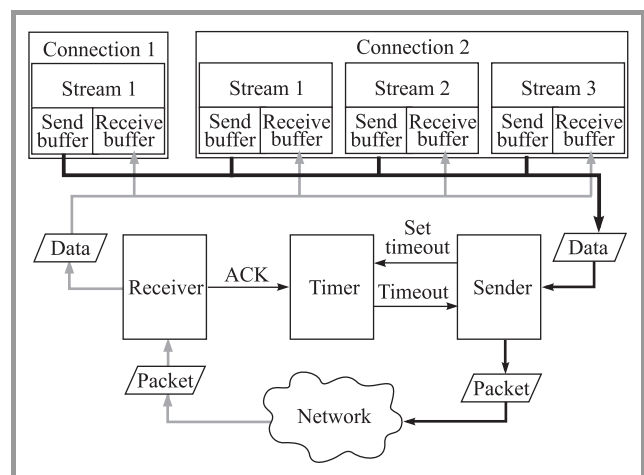 Connection 1
Connection 2
Stream 1
Stream 1
Stream 2
Stream 3
Send
buffer
Receive
buffer
Send
buffer
Receive
buffer
Send
buffer
Receive
buffer
Send
buffer
Receive
buffer
Data
Data
Set
timeout
Receiver
ACK
Timer
Timeout
Sender
Packet
Packet
Network